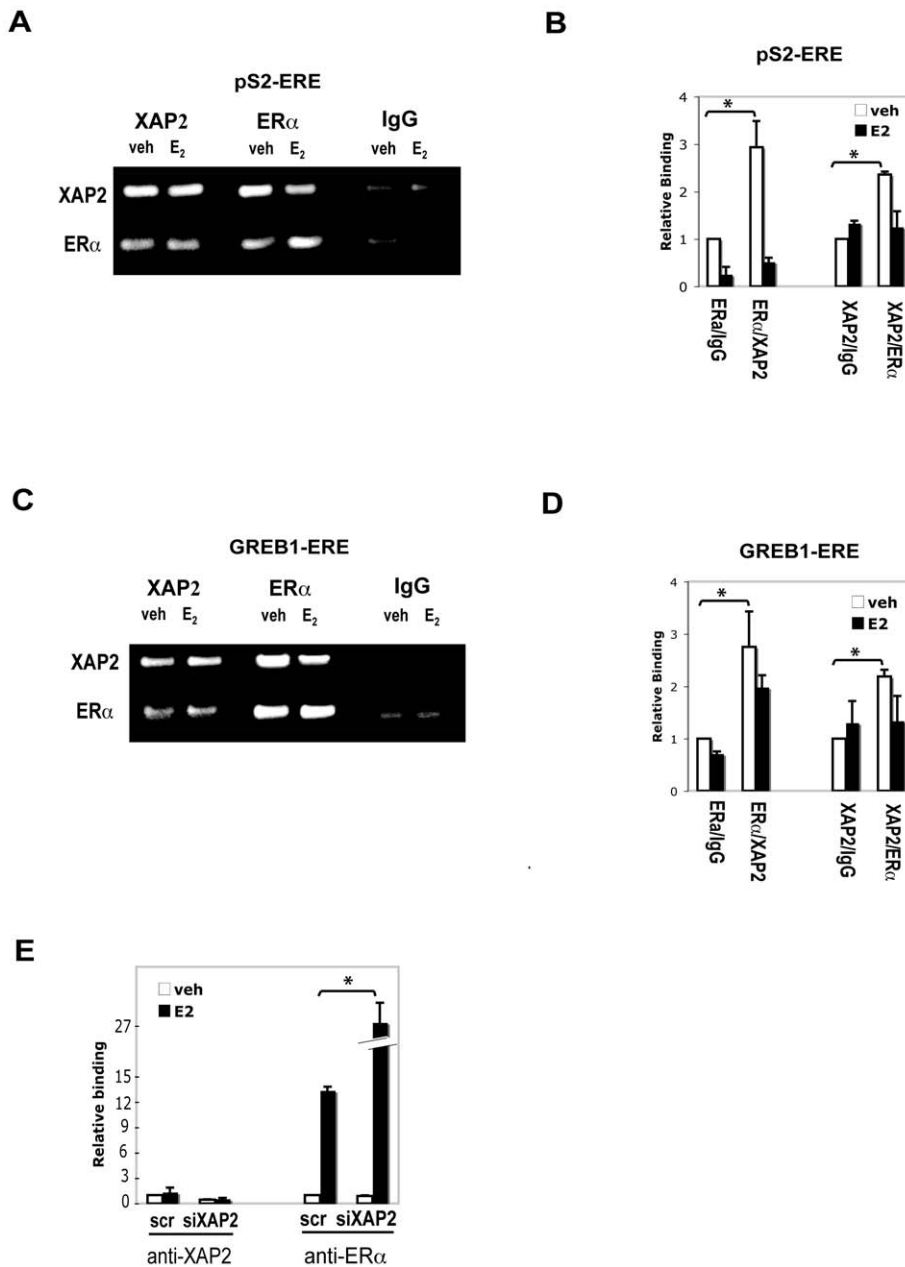 A
pS2-ERE
XAP2 ERα IgG
veh E₂ veh E₂ veh E₂
XAP2
ERα
B
pS2-ERE
Relative Binding
4
3
2
1
0
veh
E2
*
*
ERa/IgG
ERα/XAP2
XAP2/IgG
XAP2/ERα
C
GREB1-ERE
XAP2 ERα IgG
veh E₂ veh E₂ veh E₂
XAP2
ERα
D
GREB1-ERE
Relative Binding
4
3
2
1
0
veh
E2
*
*
ERa/IgG
ERα/XAP2
XAP2/IgG
XAP2/ERα
E
Relative binding
27
15
12
9
6
3
0
veh
E2
*
scr siXAP2 scr siXAP2
anti-XAP2 anti-ERα